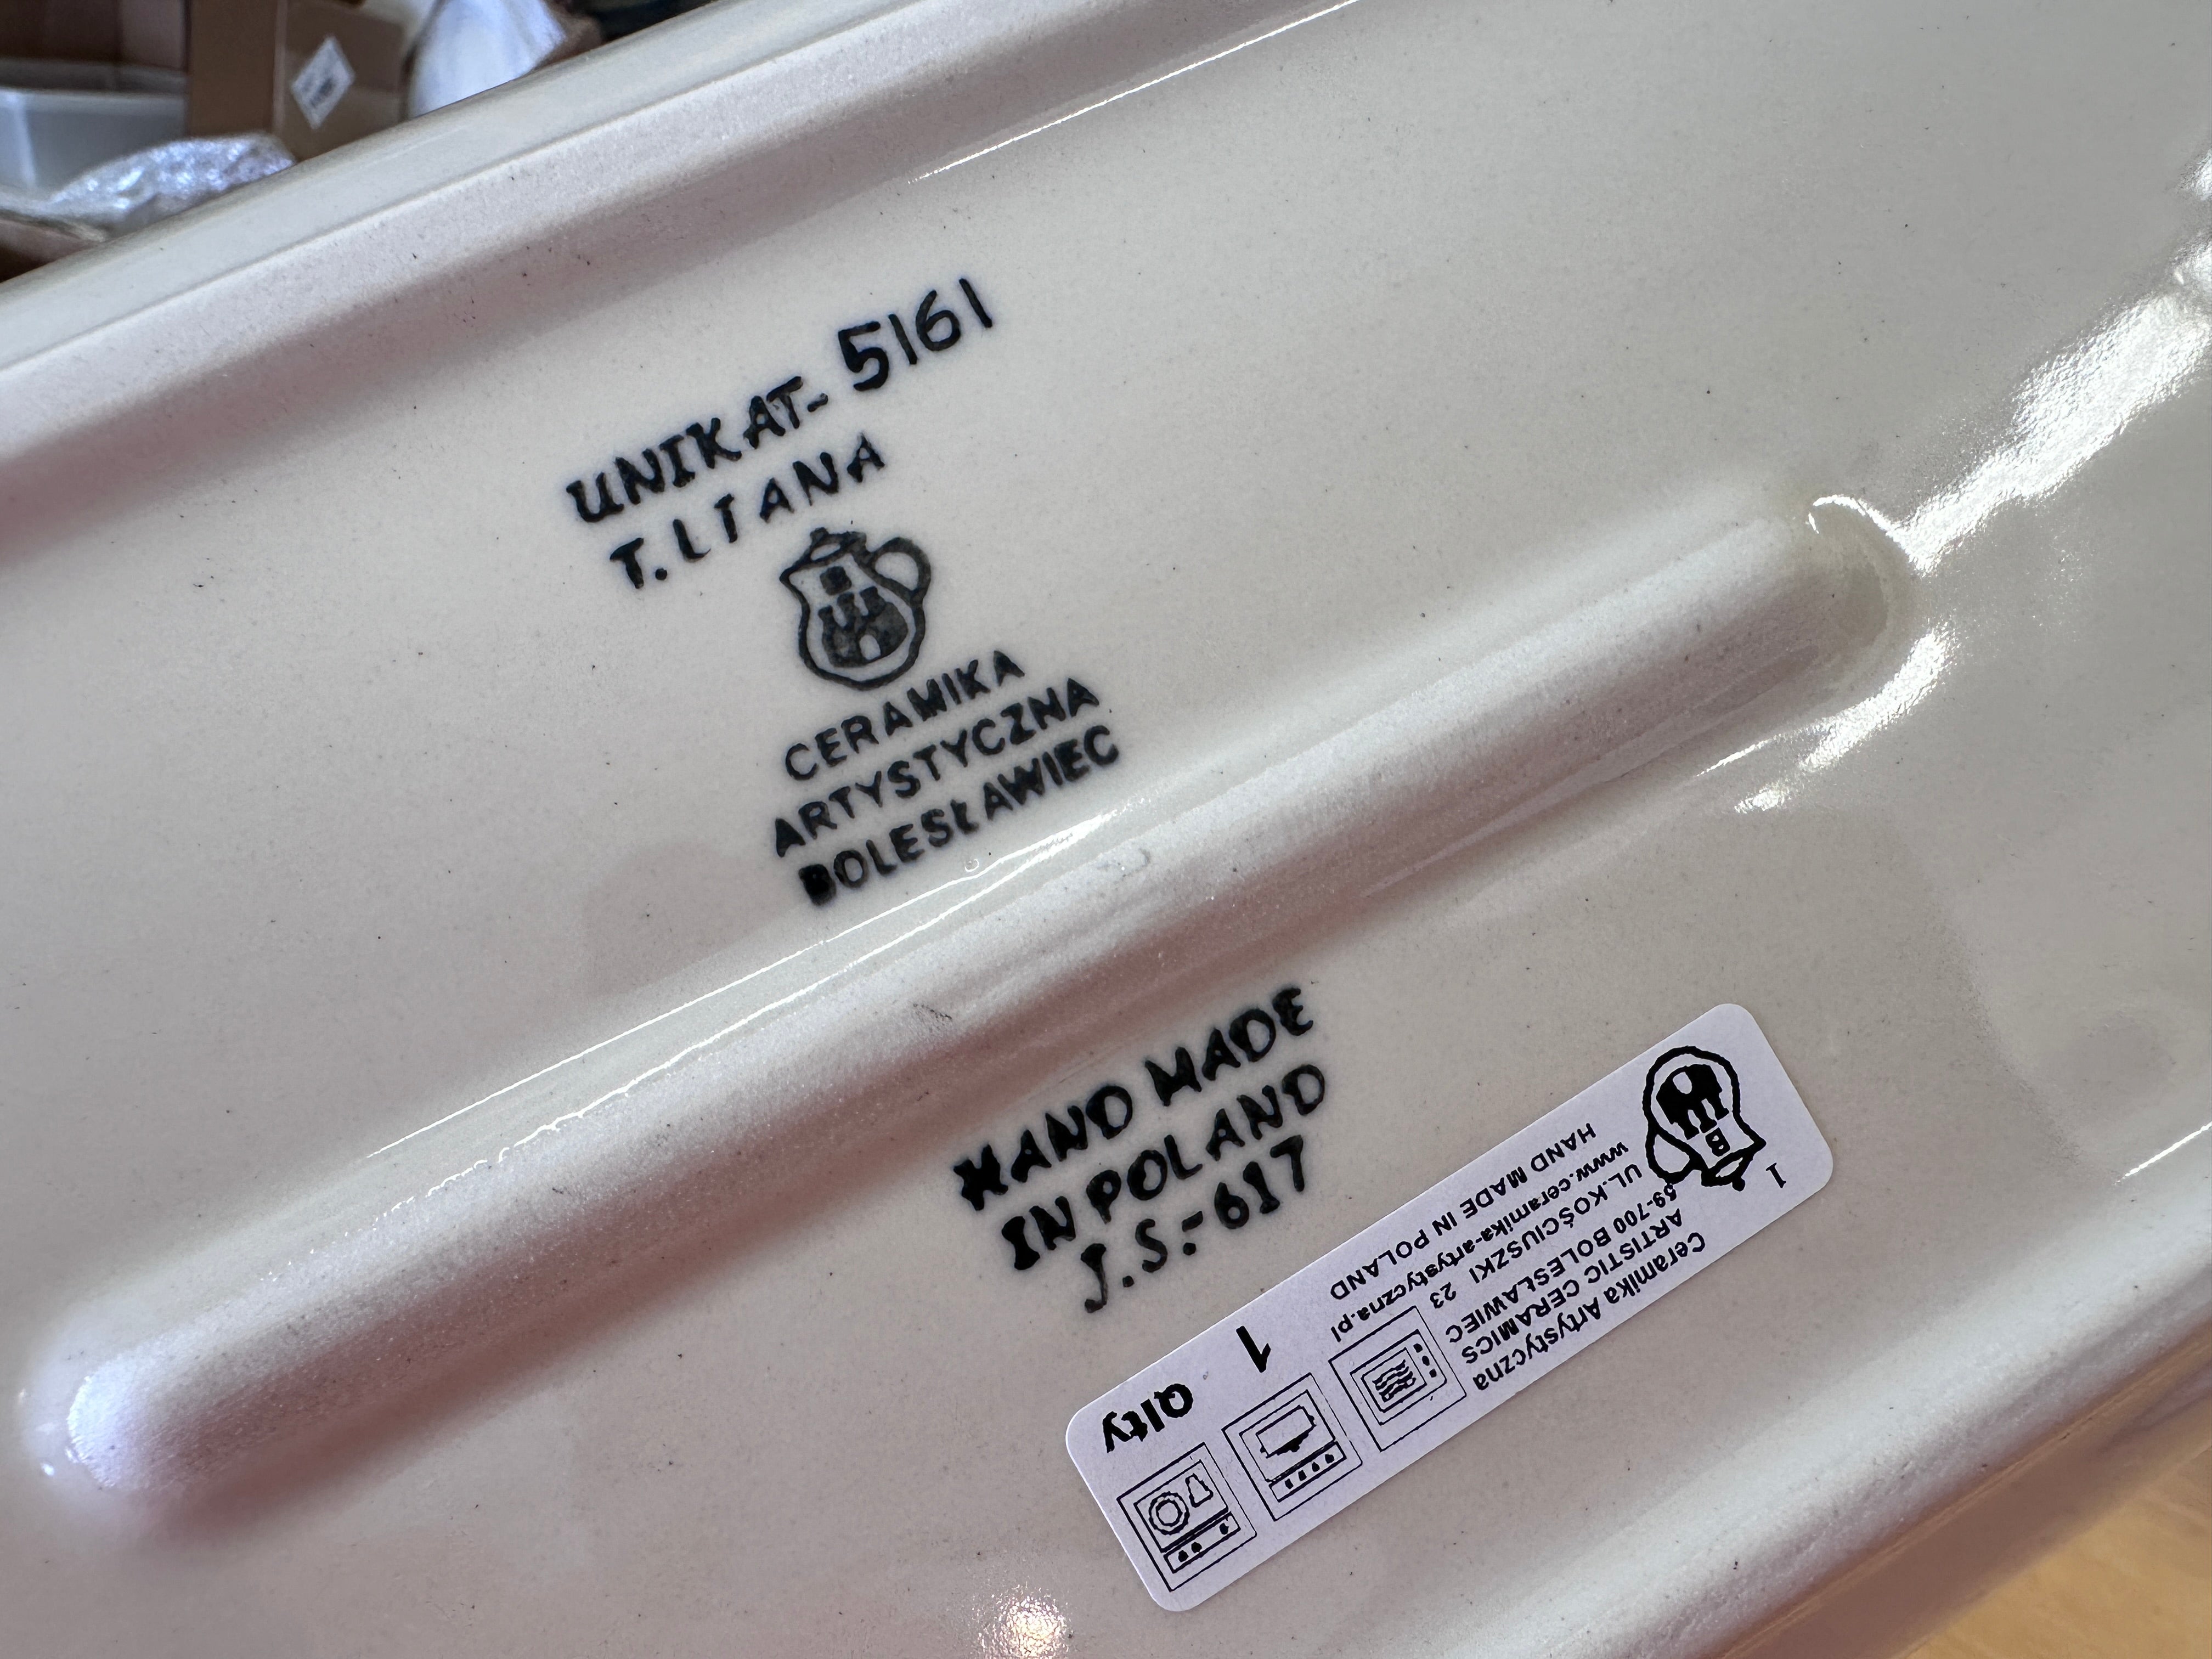 UNIKAT- 5161
T.LIANA
CERAMIKA
ARTYSTYCZNA
BOLESŁAWIEC
HAND MADE
IN POLAND
J.S.-617
1
B
Ceramika Artystyczna
ARTISTIC CERAMICS
59-700 BOLESŁAWIEC
UL.KOŚCIUSZKI 23
www.ceramika-artystyczna.pl
HAND MADE IN POLAND
Qlty 1